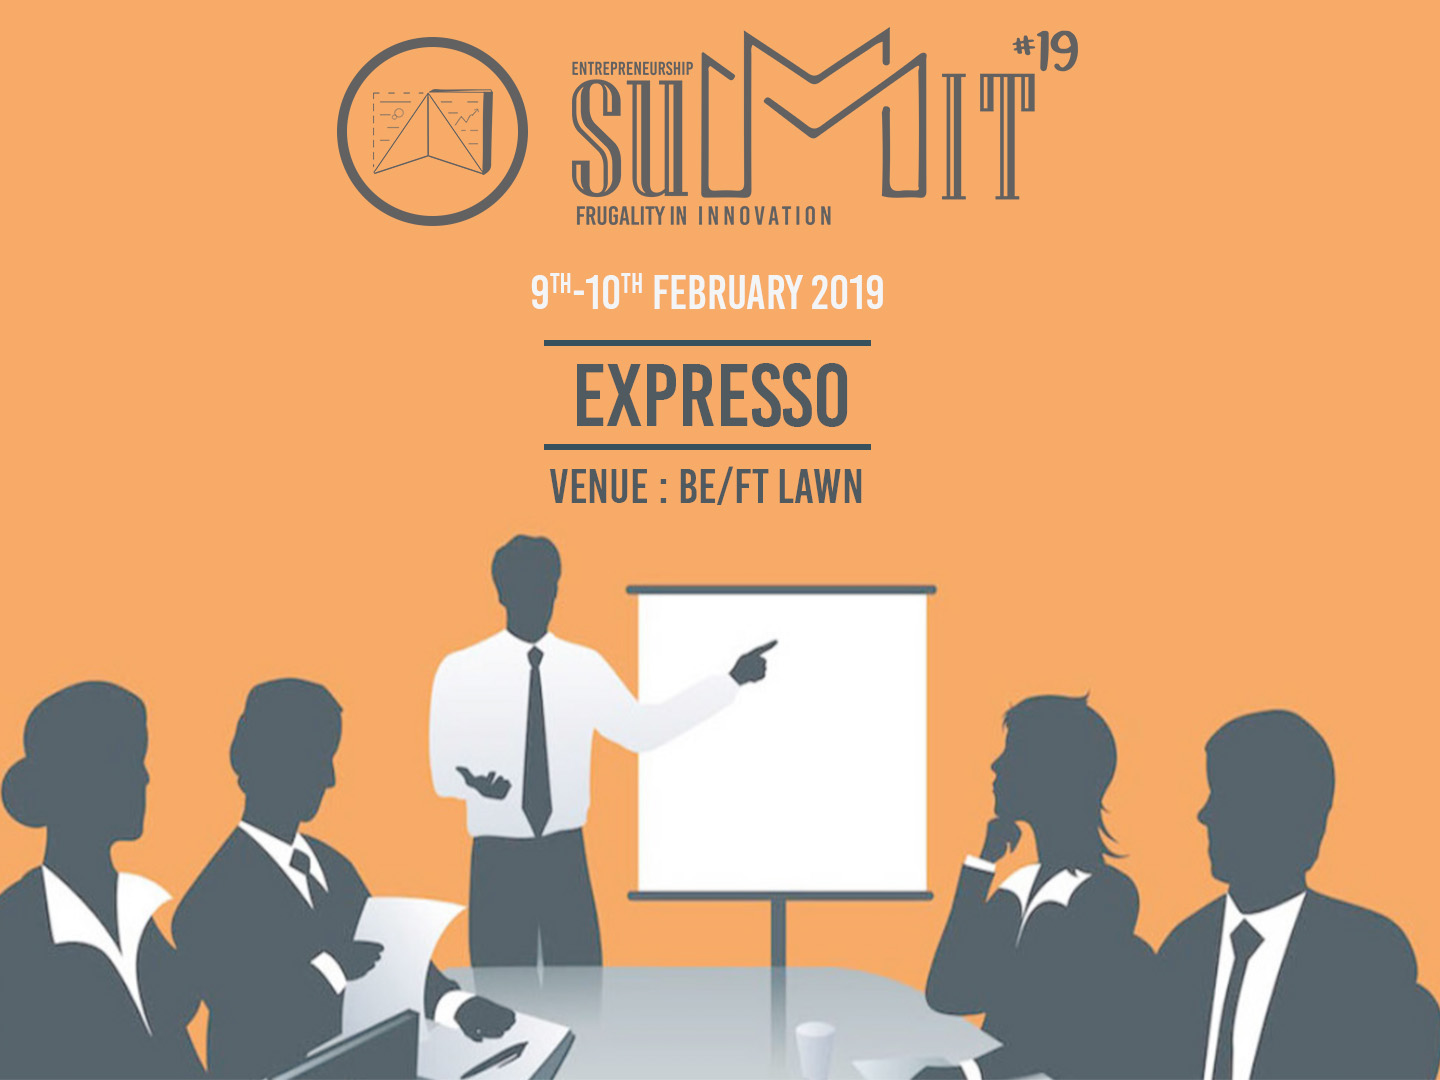 ENTREPRENEURSHIP
SUMMIT #19
FRUGALITY IN INNOVATION
9TH-10TH FEBRUARY 2019
EXPRESSO
VENUE : BE/FT LAWN